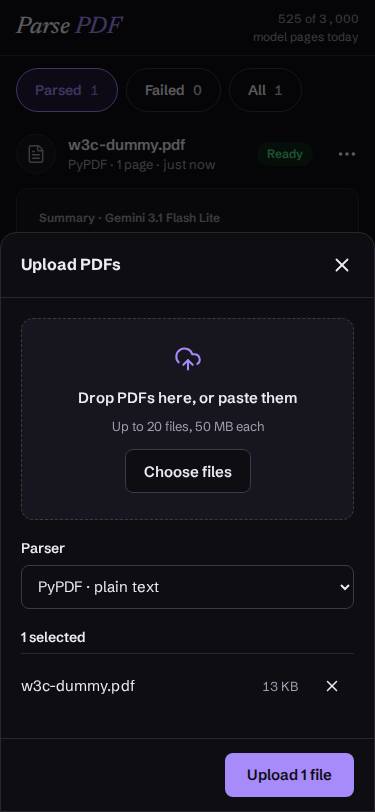 Parse PDF
525 of 3,000
model pages today
Parsed 1
Failed 0
All 1
w3c-dummy.pdf
PyPDF · 1 page · just now
Ready
Summary · Gemini 3.1 Flash Lite
Upload PDFs
Drop PDFs here, or paste them
Up to 20 files, 50 MB each
Choose files
Parser
PyPDF · plain text
1 selected
w3c-dummy.pdf
13 KB
Upload 1 file